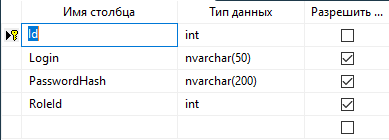 Имя столбца Тип данных Разрешить ...
Id int
Login nvarchar(50)
PasswordHash nvarchar(200)
RoleId int